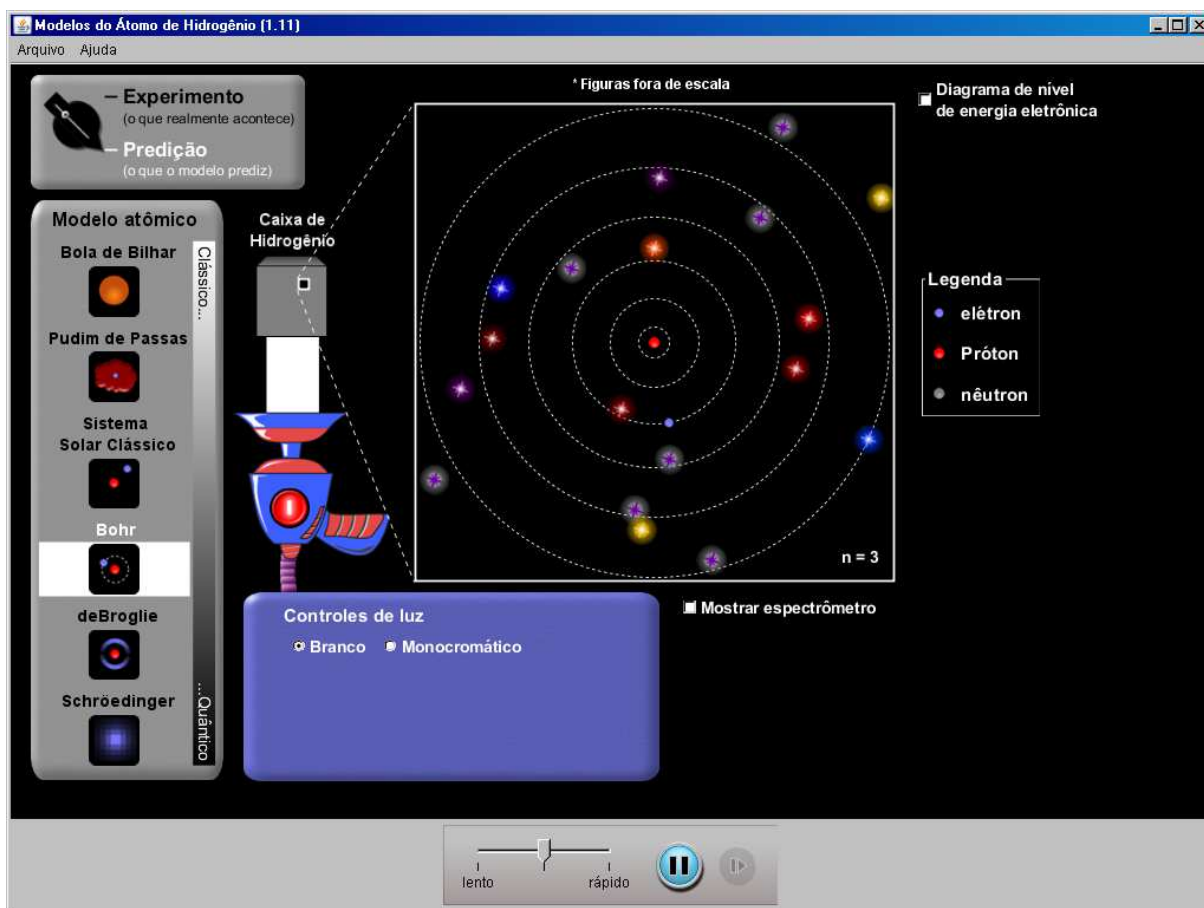 Modelos do Átomo de Hidrogênio (1.11)
Arquivo Ajuda
Experimento
(o que realmente acontece)
Predição
(o que o modelo prediz)
Modelo atômico
Bola de Bilhar
Pudim de Passas
Sistema
Solar Clássico
Bohr
deBroglie
Schröedinger
Clássico...
...Quântico
Caixa de
Hidrogênio
* Figuras fora de escala
n = 3
Diagrama de nível
de energia eletrônica
Legenda
elétron
Próton
nêutron
Mostrar espectrômetro
Controles de luz
Branco Monocromático
lento rápido